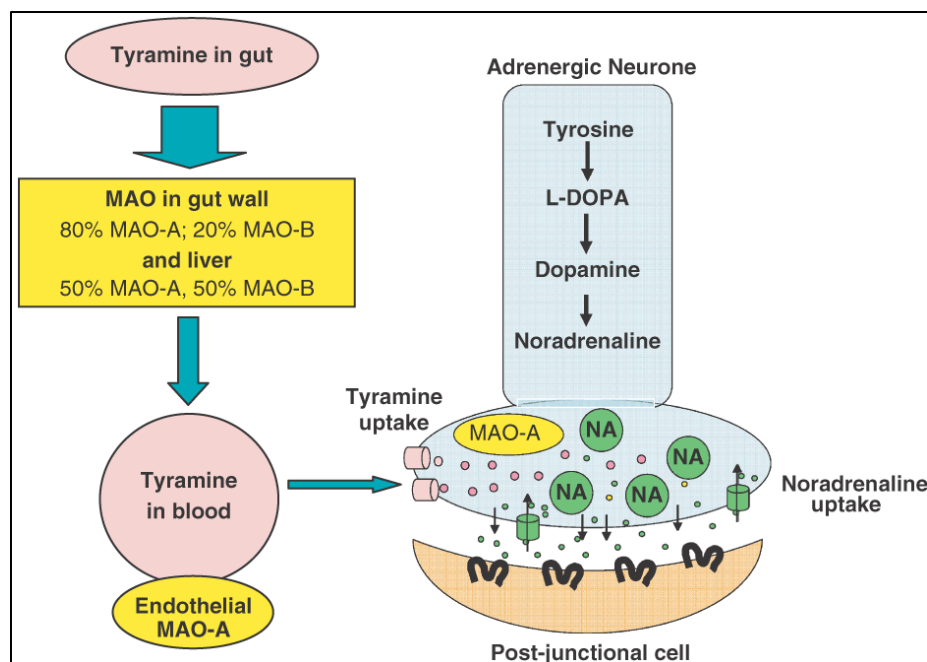 Tyramine in gut
MAO in gut wall
80% MAO-A; 20% MAO-B
and liver
50% MAO-A, 50% MAO-B
Tyramine
in blood
Endothelial
MAO-A
Adrenergic Neurone
Tyrosine
L-DOPA
Dopamine
Noradrenaline
Tyramine
uptake
MAO-A
NA
NA
NA
NA
Noradrenaline
uptake
Post-junctional cell